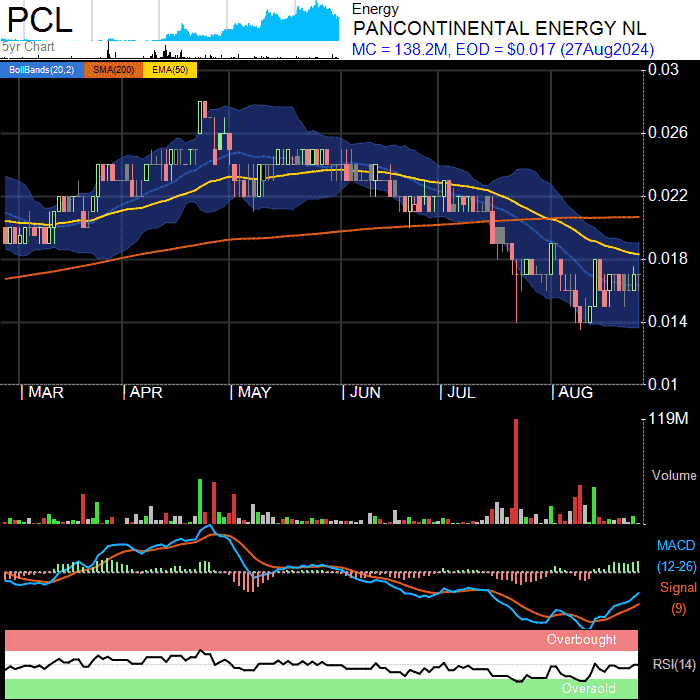 PCL
5yr Chart
Energy
PANCONTINENTAL ENERGY NL
MC = 138.2M, EOD = $0.017 (27Aug2024)
BollBands(20,2) SMA(200) EMA(50)
0.03
0.026
0.022
0.018
0.014
0.01
| MAR | APR | MAY | JUN | JUL | AUG
119M
Volume
MACD
(12-26)
Signal
(9)
Overbought
RSI(14)
Oversold